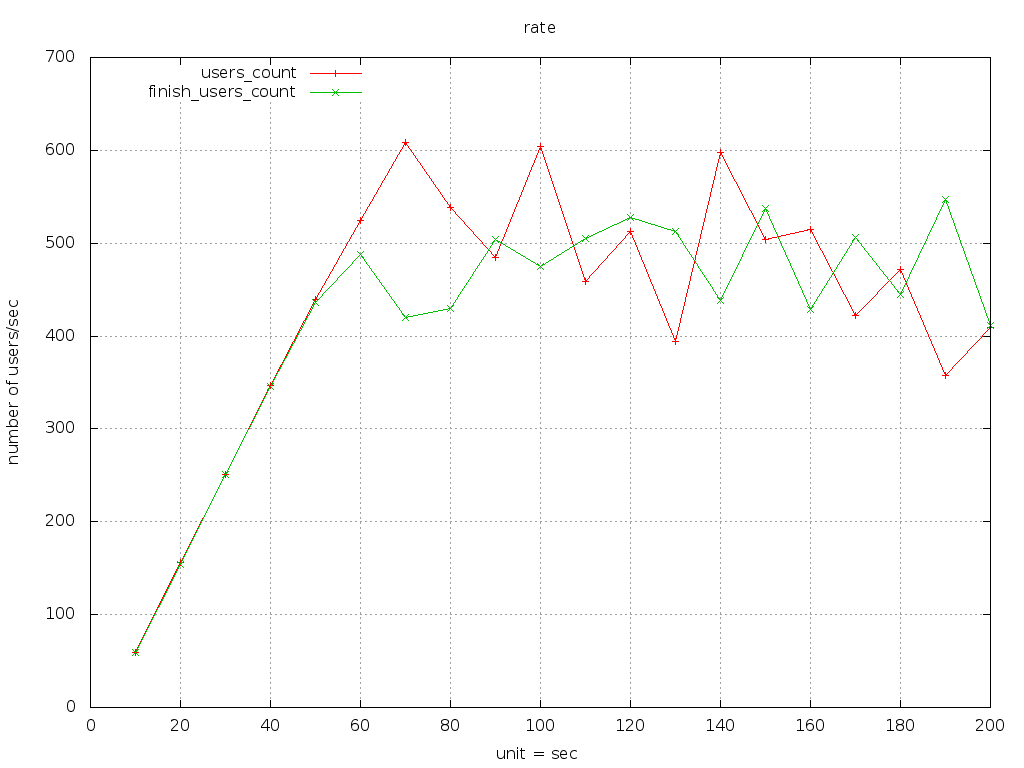 rate
700
users_count
finish_users_count
600
500
400
300
200
100
0
number of users/sec
0 20 40 60 80 100 120 140 160 180 200
unit = sec